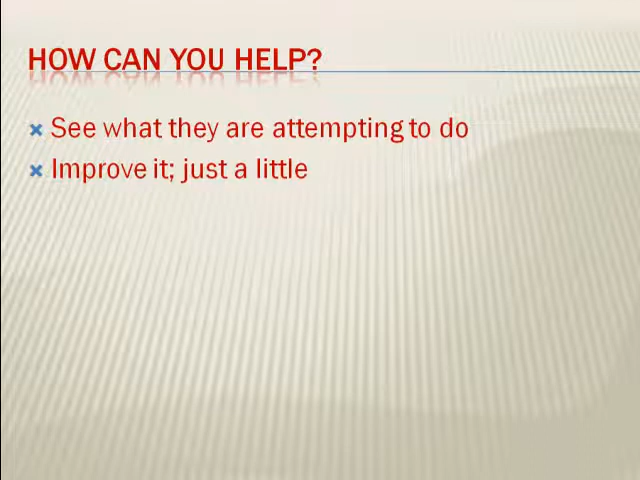 HOW CAN YOU HELP?
See what they are attempting to do
Improve it; just a little